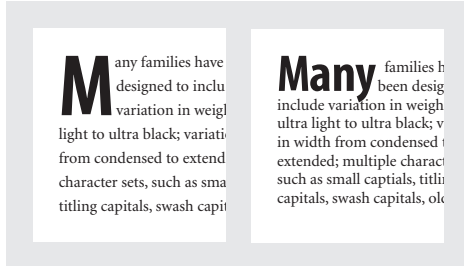 Many families have
designed to inclu
variation in weigh
light to ultra black; variati
from condensed to extend
character sets, such as sma
titling capitals, swash capit
Many families h
been desig
include variation in weigh
ultra light to ultra black; v
in width from condensed t
extended; multiple charact
such as small captials, titlin
capitals, swash capitals, old